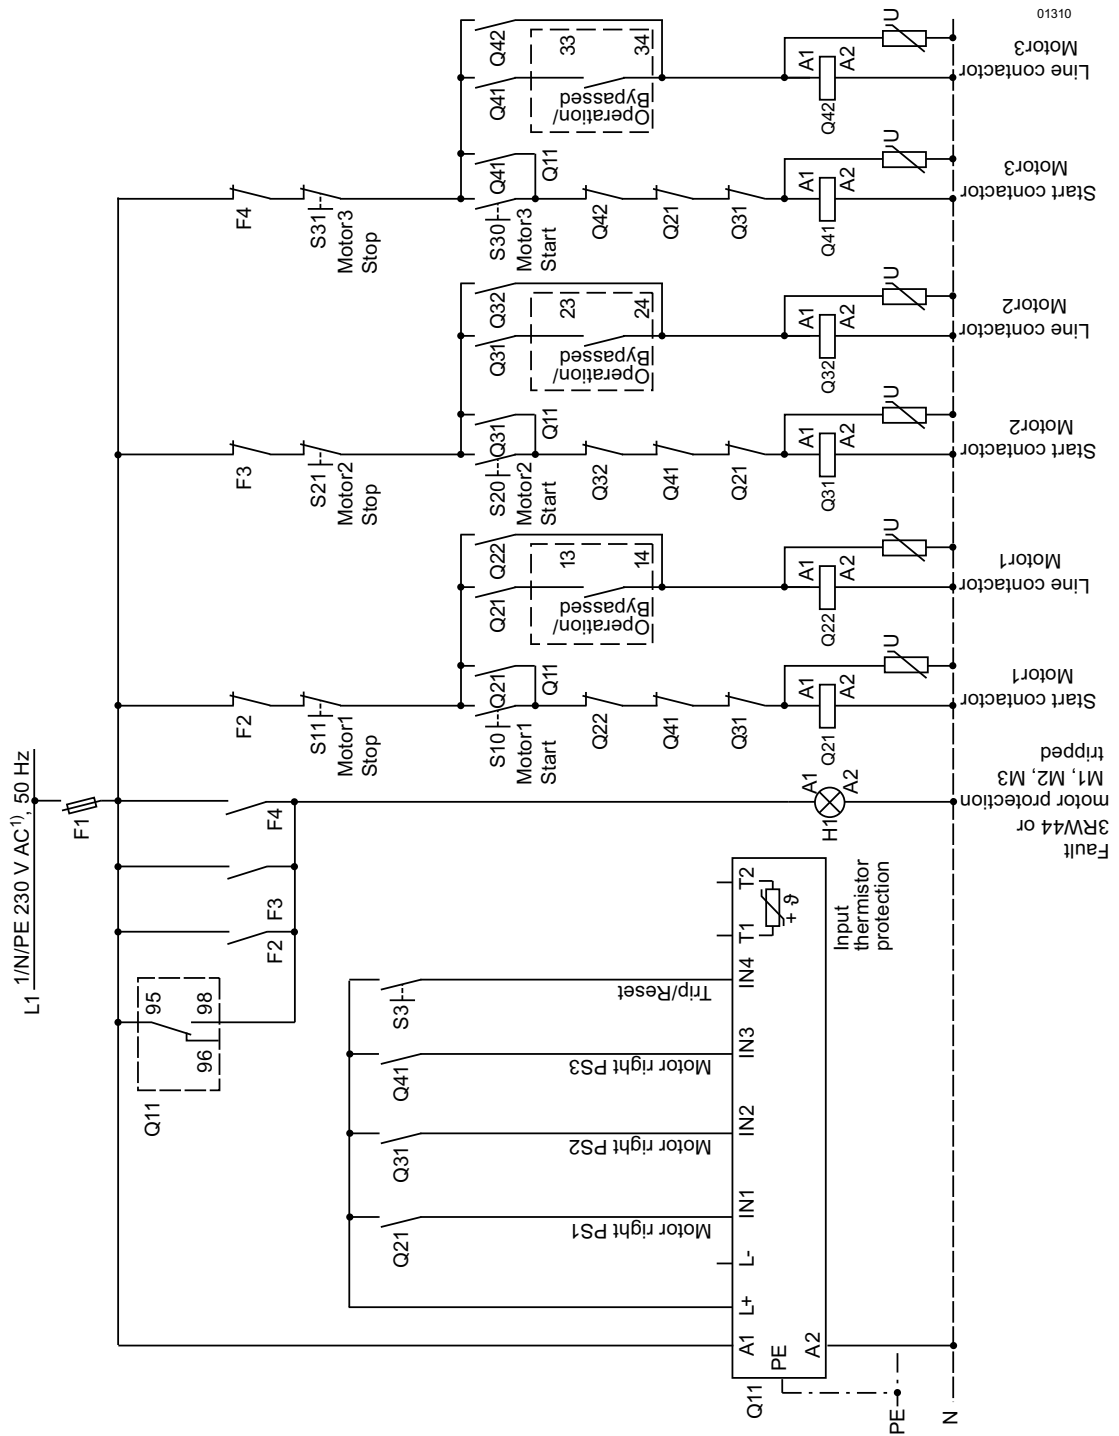 01310
L1 1/N/PE 230 V AC1), 50 Hz
F1
Q11
95
96
98
F2
F3
F4
Q21
Q31
Q41
S3
Motor right PS1
Motor right PS2
Motor right PS3
Trip/Reset
A1
L+
L-
IN1
IN2
IN3
IN4
T1
T2
PE
A2
Q11
+ ϑ
Input
thermistor
protection
PE
N
H1
A1
A2
Fault
3RW44 or
motor protection
M1, M2, M3
tripped
F2
S11
Motor1
Stop
S10
Motor1
Start
Q21
Q21
Q22
Operation/
Bypassed
13
14
Q11
Q22
Q41
Q31
Q21
A1
A2
U
Start contactor
Motor1
Q22
A1
A2
U
Line contactor
Motor1
F3
S21
Motor2
Stop
S20
Motor2
Start
Q31
Q31
Q32
Operation/
Bypassed
23
24
Q11
Q32
Q41
Q21
Q31
A1
A2
U
Start contactor
Motor2
Q32
A1
A2
U
Line contactor
Motor2
F4
S31
Motor3
Stop
S30
Motor3
Start
Q41
Q41
Q42
Operation/
Bypassed
33
34
Q11
Q42
Q21
Q31
Q41
A1
A2
U
Start contactor
Motor3
Q42
A1
A2
U
Line contactor
Motor3